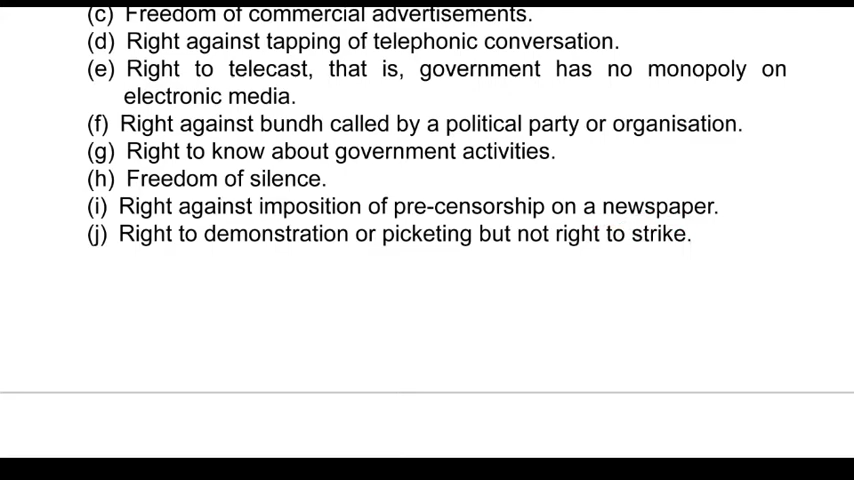 (c) Freedom of commercial advertisements.
(d) Right against tapping of telephonic conversation.
(e) Right to telecast, that is, government has no monopoly on
electronic media.
(f) Right against bundh called by a political party or organisation.
(g) Right to know about government activities.
(h) Freedom of silence.
(i) Right against imposition of pre-censorship on a newspaper.
(j) Right to demonstration or picketing but not right to strike.